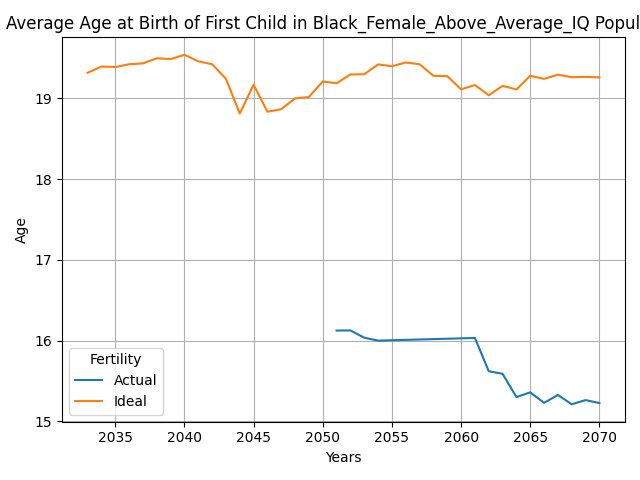 Average Age at Birth of First Child in Black_Female_Above_Average_IQ Popul
19
18
17
16
15
Age
Fertility
Actual
Ideal
2035 2040 2045 2050 2055 2060 2065 2070
Years